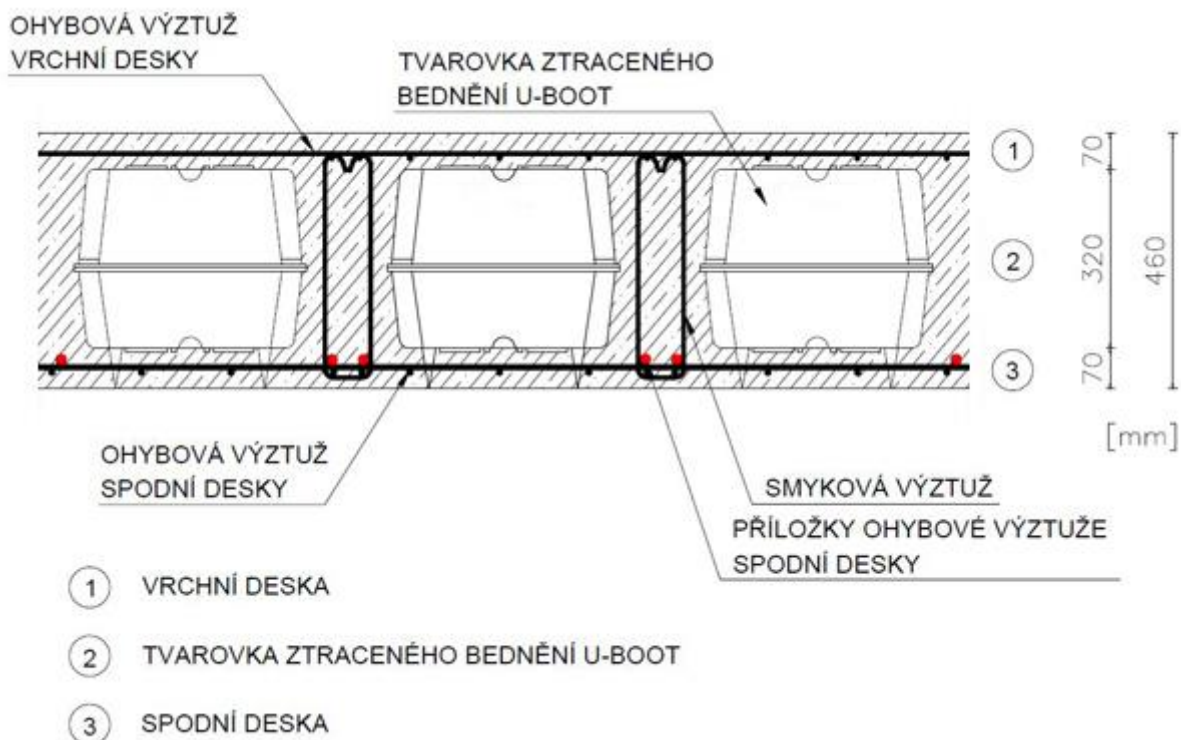 OHYBOVÁ VÝZTUŽ
VRCHNÍ DESKY
TVAROVKA ZTRACENÉHO
BEDNĚNÍ U-BOOT
1
70
2
320
460
3
70
[mm]
OHYBOVÁ VÝZTUŽ
SPODNÍ DESKY
SMYKOVÁ VÝZTUŽ
PŘÍLOŽKY OHYBOVÉ VÝZTUŽE
SPODNÍ DESKY
1 VRCHNÍ DESKA
2 TVAROVKA ZTRACENÉHO BEDNĚNÍ U-BOOT
3 SPODNÍ DESKA